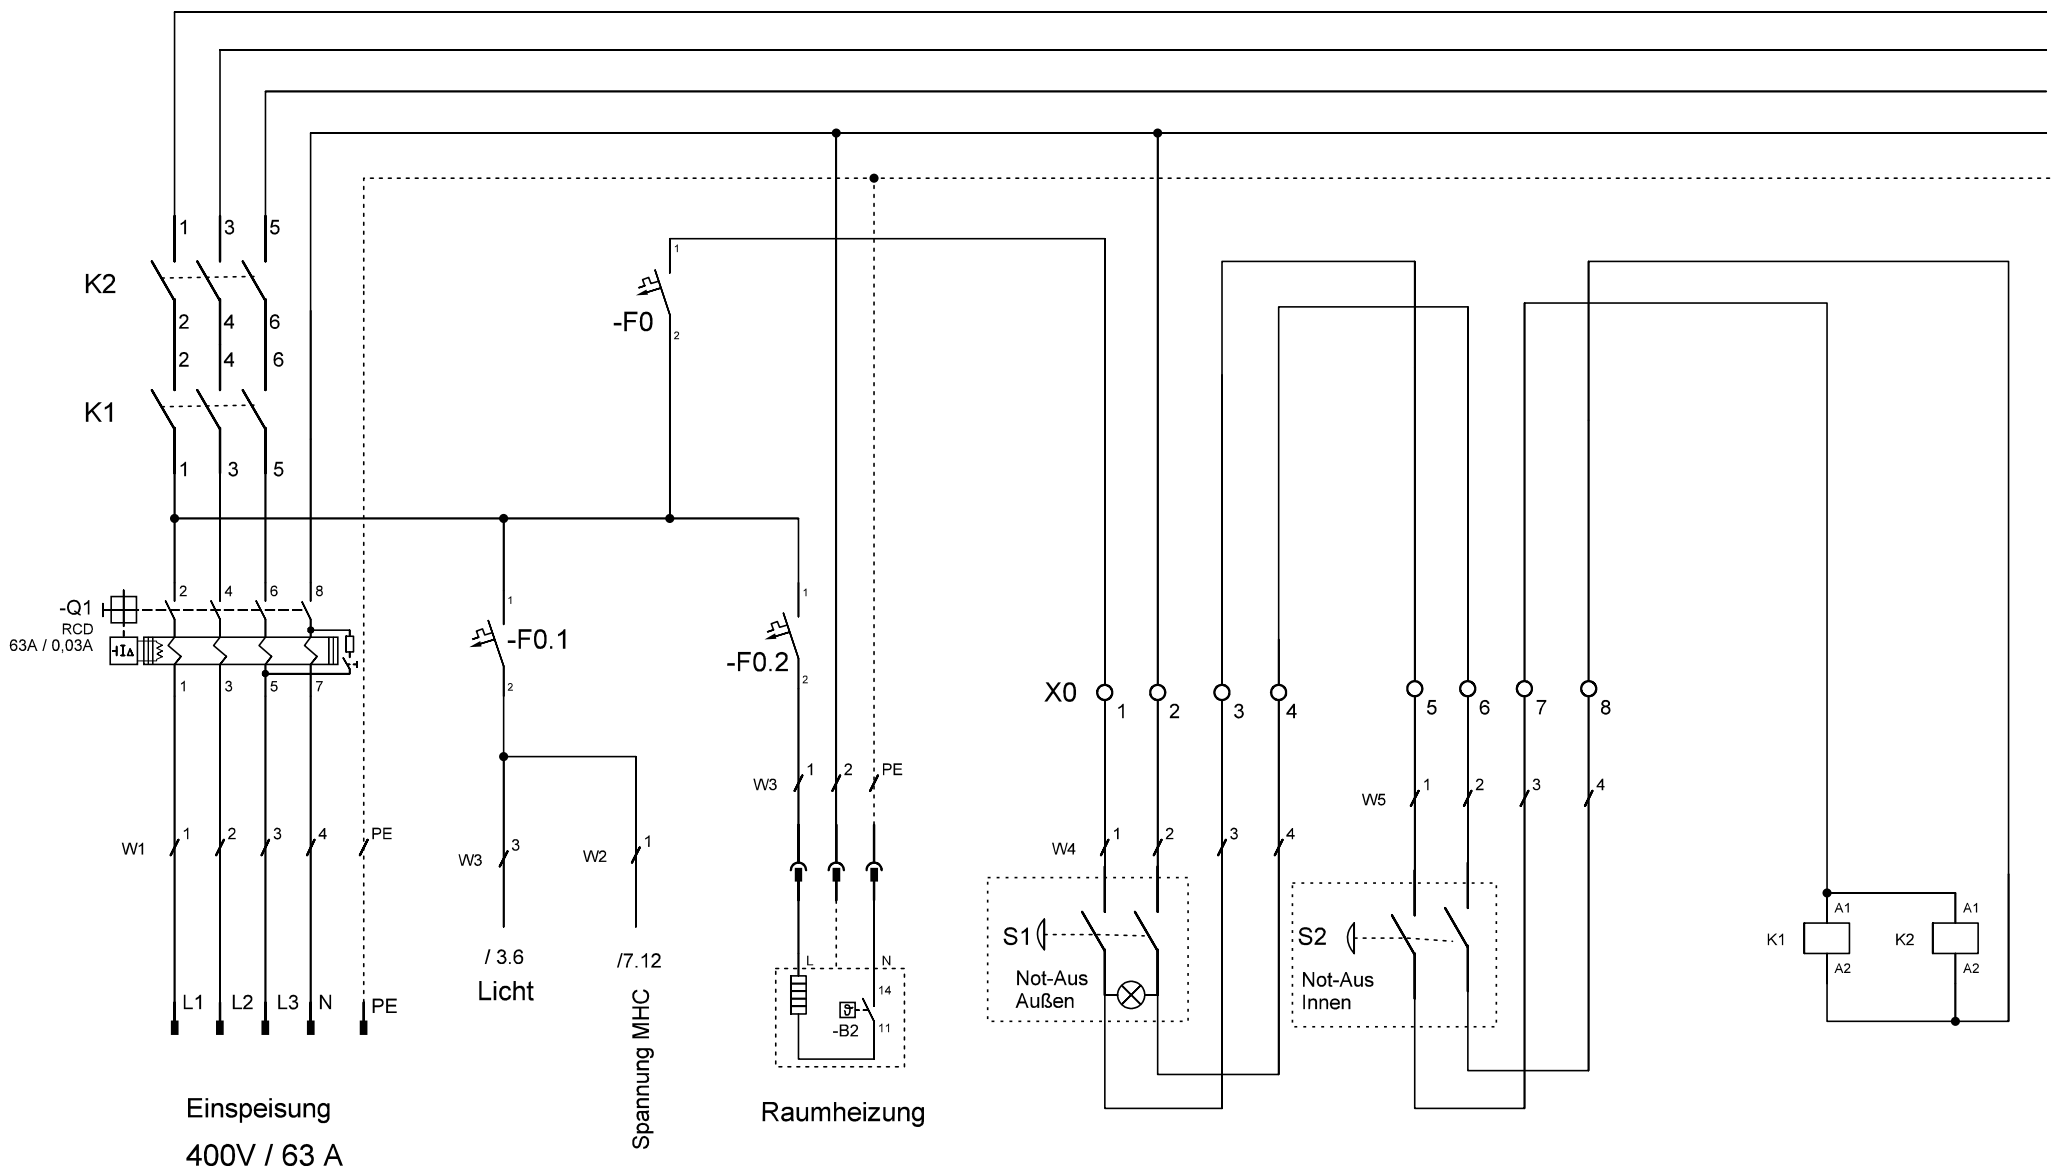 1 3 5
K2
2 4 6
2 4 6
K1
1 3 5
1
-F0
2
2 4 6 8
-Q1
RCD
63A / 0,03A
1 3 5 7
1
-F0.1
2
1
-F0.2
2
X0
1 2 3 4
5 6 7 8
W1 1 2 3 4 PE
W3 3
W2 1
W3 1 2 PE
W4 1 2 3 4
W5 1 2 3 4
/ 3.6
Licht
/7.12
Spannung MHC
L N
14
-B2
11
S1
Not-Aus
Außen
S2
Not-Aus
Innen
A1 A1
K1 K2
A2 A2
L1 L2 L3 N PE
Einspeisung
400V / 63 A
Raumheizung